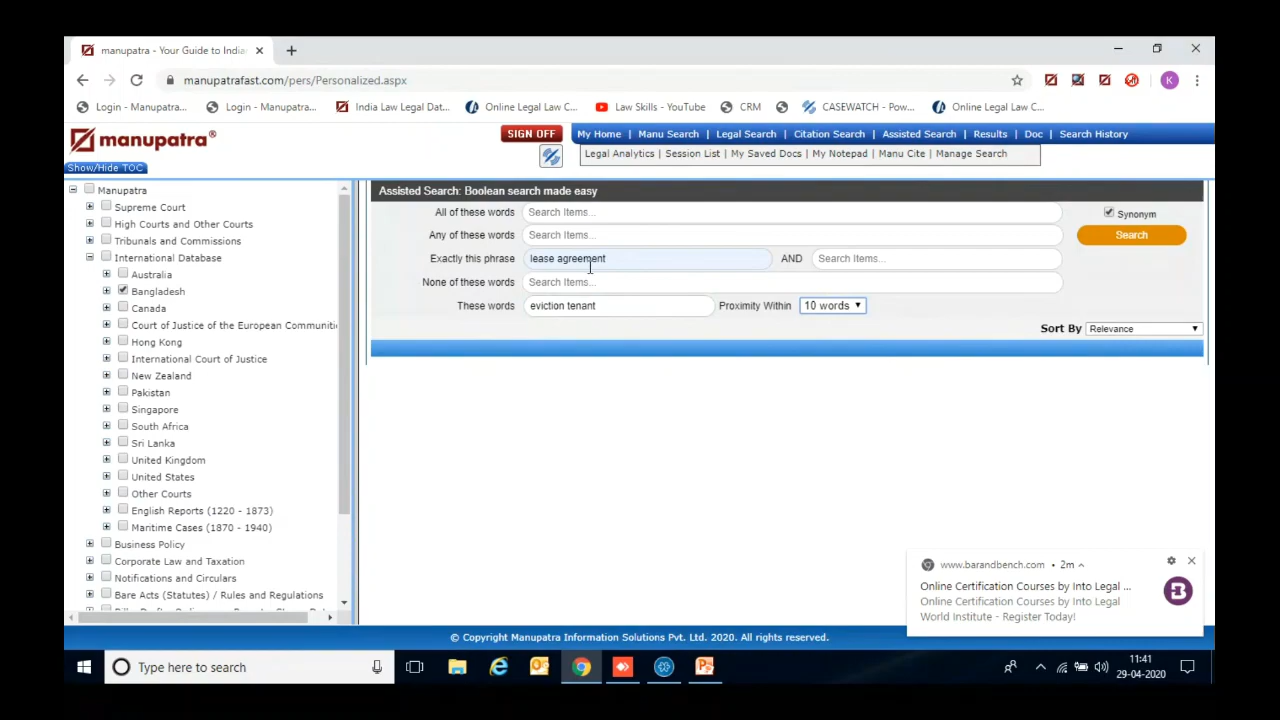 manupatra - Your Guide to India
manupatrafast.com/pers/Personalized.aspx
K
Login - Manupatra... Login - Manupatra... India Law Legal Dat... Online Legal Law C... Law Skills - YouTube CRM CASEWATCH - Pow... Online Legal Law C...
manupatra®
SIGN OFF
My Home | Manu Search | Legal Search | Citation Search | Assisted Search | Results | Doc | Search History
Legal Analytics | Session List | My Saved Docs | My Notepad | Manu Cite | Manage Search
Show/Hide TOC
Manupatra
Supreme Court
High Courts and Other Courts
Tribunals and Commissions
International Database
Australia
Bangladesh
Canada
Court of Justice of the European Communiti
Hong Kong
International Court of Justice
New Zealand
Pakistan
Singapore
South Africa
Sri Lanka
United Kingdom
United States
Other Courts
English Reports (1220 - 1873)
Maritime Cases (1870 - 1940)
Business Policy
Corporate Law and Taxation
Notifications and Circulars
Bare Acts (Statutes) / Rules and Regulations
Assisted Search: Boolean search made easy
All of these words Search Items... Synonym
Any of these words Search Items... Search
Exactly this phrase lease agreement AND Search Items...
None of these words Search Items...
These words eviction tenant Proximity Within 10 words
Sort By Relevance
www.barandbench.com • 2m
Online Certification Courses by Into Legal ...
Online Certification Courses by Into Legal
World Institute - Register Today!
© Copyright Manupatra Information Solutions Pvt. Ltd. 2020. All rights reserved.
Type here to search
11:41
29-04-2020